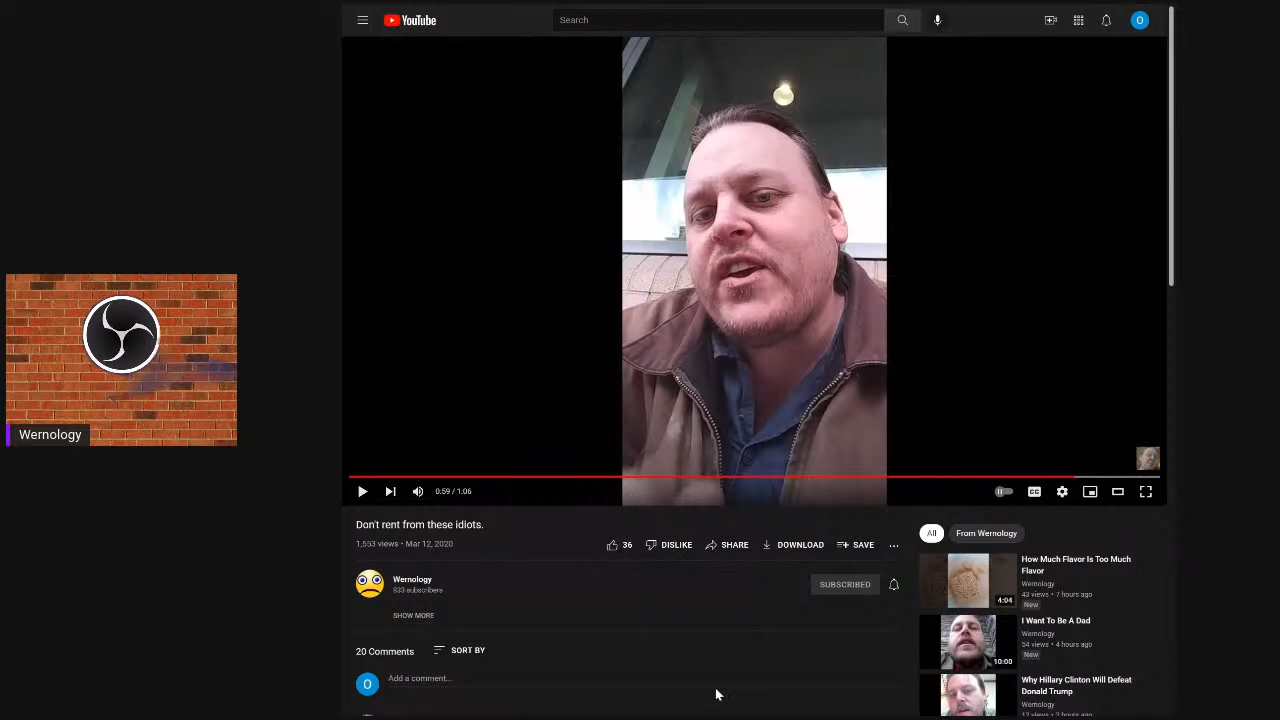 YouTube
Search
O
Wernology
0:59 / 1:06
CC
Don't rent from these idiots.
1,553 views • Mar 12, 2020
36
DISLIKE
SHARE
DOWNLOAD
SAVE
Wernology
833 subscribers
SUBSCRIBED
SHOW MORE
20 Comments
SORT BY
O
Add a comment...
All
From Wernology
How Much Flavor Is Too Much
Flavor
Wernology
43 views • 7 hours ago
New
4:04
I Want To Be A Dad
Wernology
54 views • 4 hours ago
New
10:00
Why Hillary Clinton Will Defeat
Donald Trump
Wernology